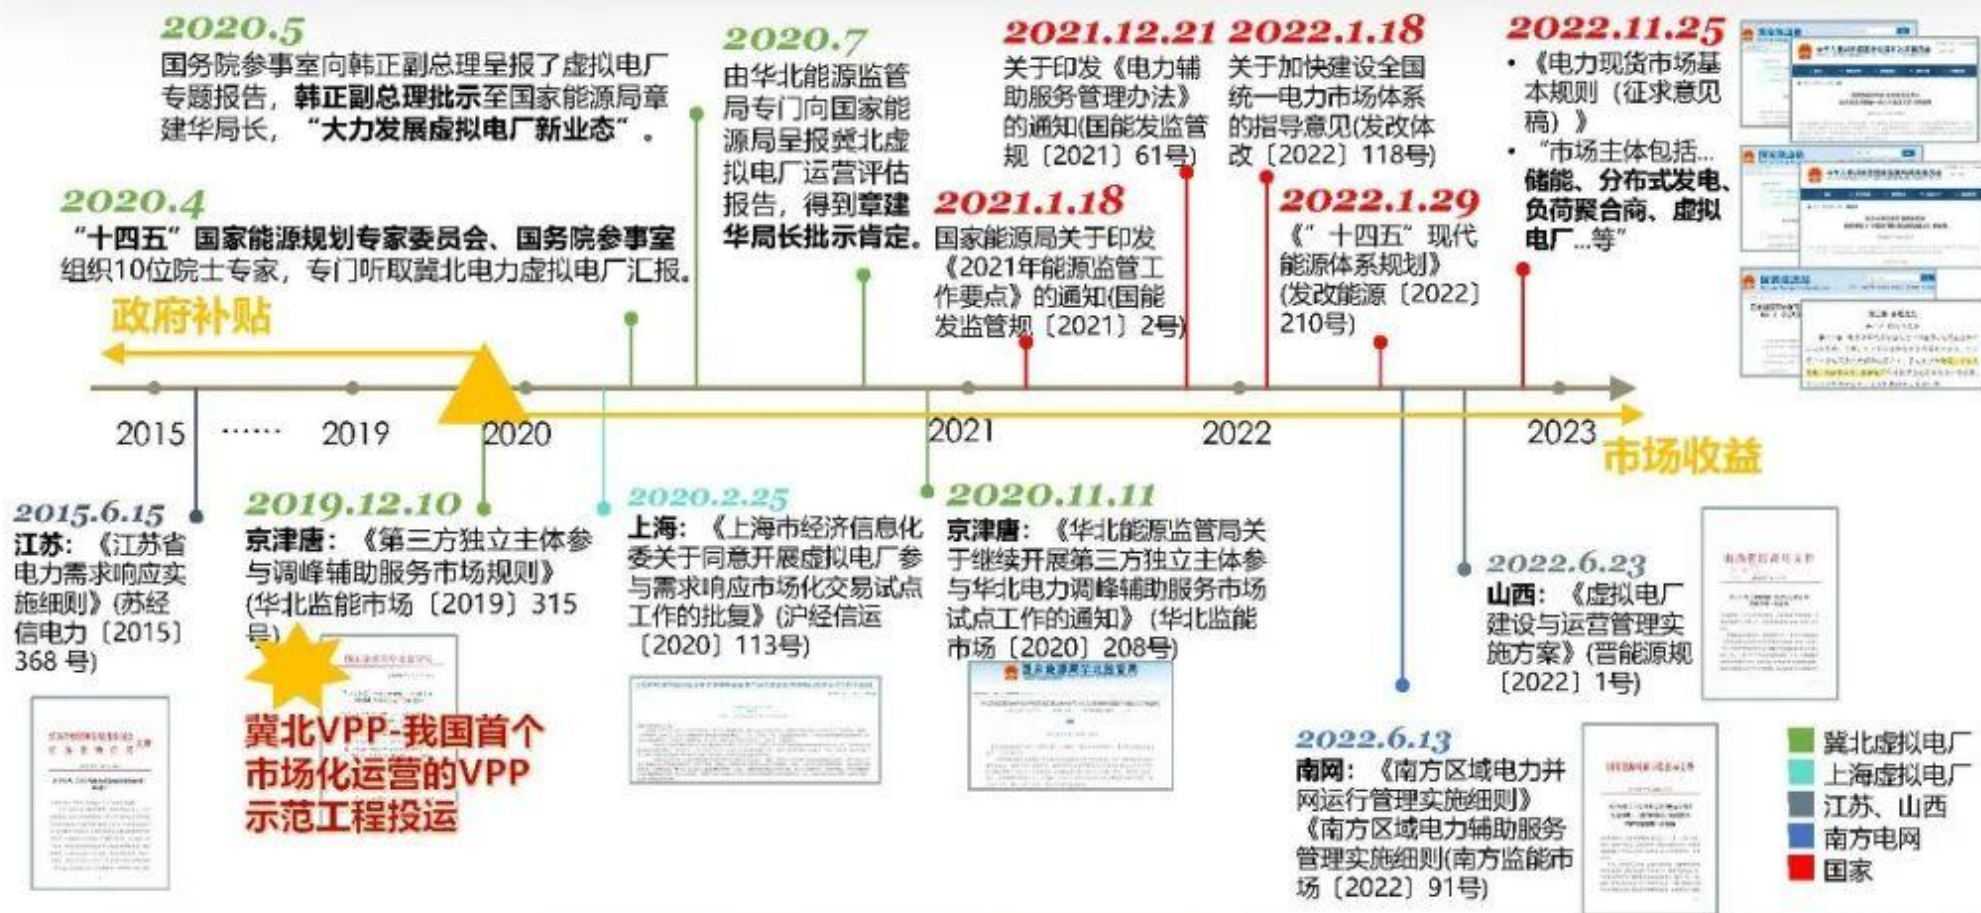 2020.5
国务院参事室向韩正副总理呈报了虚拟电厂
专题报告，韩正副总理批示至国家能源局章
建华局长，“大力发展虚拟电厂新业态”。
2020.7
由华北能源监管
局专门向国家能
源局呈报冀北虚
拟电厂运营评估
报告，得到章建
华局长批示肯定。
2021.12.21
关于印发《电力辅
助服务管理办法》
的通知(国能发监管
规〔2021〕61号)
2022.1.18
关于加快建设全国
统一电力市场体系
的指导意见(发改体
改〔2022〕118号)
2022.11.25
• 《电力现货市场基
本规则（征求意见
稿）》
• “市场主体包括...
储能、分布式发电、
负荷聚合商、虚拟
电厂...等”
2020.4
“十四五”国家能源规划专家委员会、国务院参事室
组织10位院士专家，专门听取冀北电力虚拟电厂汇报。
2021.1.18
国家能源局关于印发
《2021年能源监管工
作要点》的通知(国能
发监管规〔2021〕2号)
2022.1.29
《“十四五”现代
能源体系规划》
(发改能源〔2022〕
210号)
政府补贴
2015 ...... 2019 2020 2021 2022 2023
市场收益
2015.6.15
江苏：《江苏省
电力需求响应实
施细则》(苏经
信电力〔2015〕
368 号)
2019.12.10
京津唐：《第三方独立主体参
与调峰辅助服务市场规则》
(华北监能市场〔2019〕315
号)
冀北VPP-我国首个
市场化运营的VPP
示范工程投运
2020.2.25
上海：《上海市经济信息化
委关于同意开展虚拟电厂参
与需求响应市场化交易试点
工作的批复》(沪经信运
〔2020〕113号)
2020.11.11
京津唐：《华北能源监管局关
于继续开展第三方独立主体参
与华北电力调峰辅助服务市场
试点工作的通知》（华北监能
市场〔2020〕208号)
国家能源局华北监管局
2022.6.23
山西：《虚拟电厂
建设与运营管理实
施方案》(晋能源规
〔2022〕1号)
2022.6.13
南网：《南方区域电力并
网运行管理实施细则》
《南方区域电力辅助服务
管理实施细则(南方监能市
场〔2022〕91号)
冀北虚拟电厂
上海虚拟电厂
江苏、山西
南方电网
国家